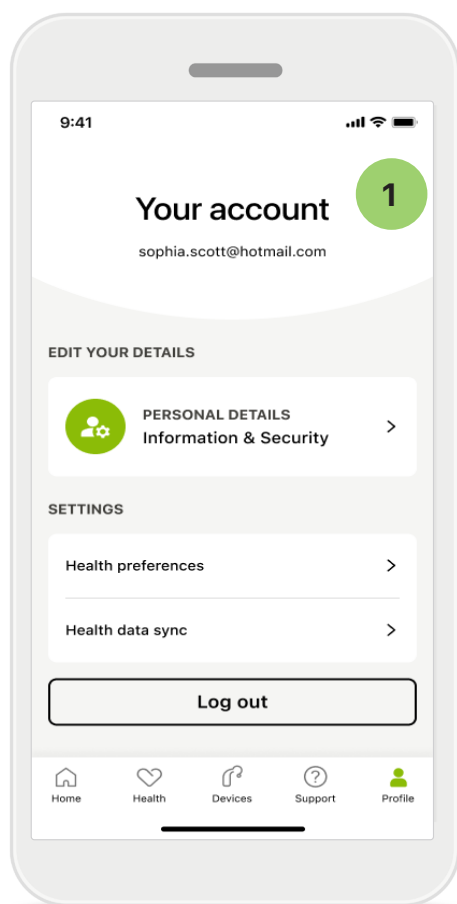 9:41
1
Your account
sophia.scott@hotmail.com
EDIT YOUR DETAILS
PERSONAL DETAILS
Information & Security
SETTINGS
Health preferences
Health data sync
Log out
Home Health Devices Support Profile